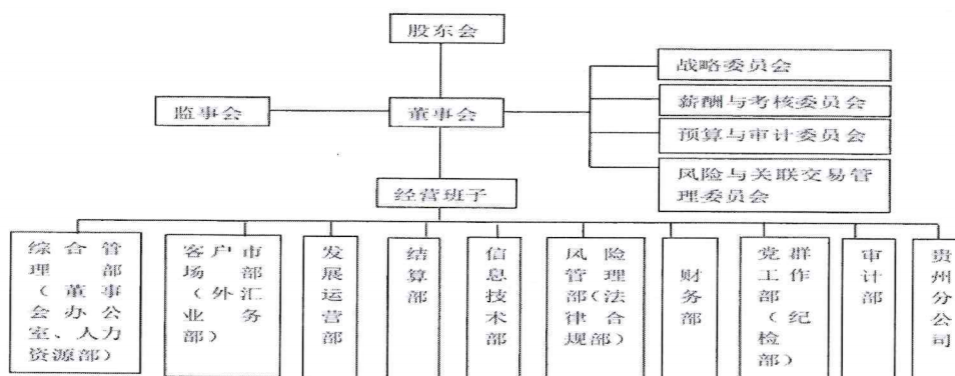 股东会
战略委员会
监事会
董事会
薪酬与考核委员会
预算与审计委员会
风险与关联交易管
理委员会
经营班子
综合管
理部
（董事
会办公
室、人力
资源部）
客户市
场部
（外汇
业务
部）
发
展
运
营
部
结
算
部
信
息
技
术
部
风险
管理
部（法
律合
规部）
财
务
部
党群
工作
部
（纪
检
部）
审
计
部
贵
州
分
公
司